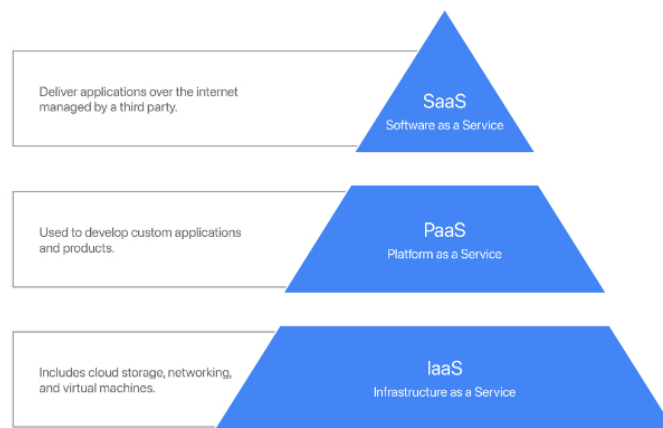 Deliver applications over the internet
managed by a third party.
SaaS
Software as a Service
Used to develop custom applications
and products.
PaaS
Platform as a Service
Includes cloud storage, networking,
and virtual machines.
IaaS
Infrastructure as a Service